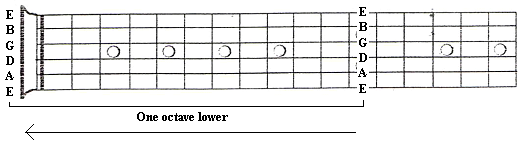 E E
B B
G G
D D
A A
E E
One octave lower